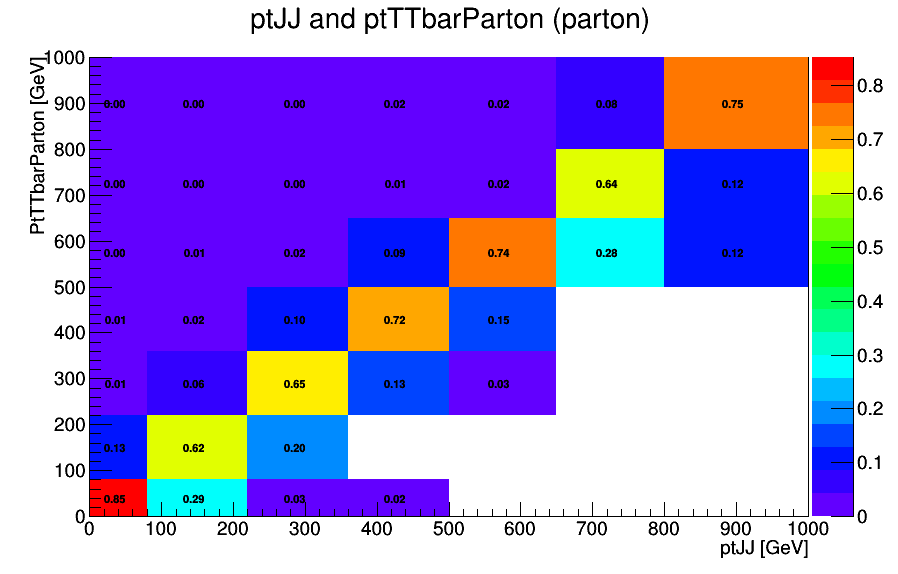 ptJJ and ptTTbarParton (parton)
PtTTbarParton [GeV]
1000
900
800
700
600
500
400
300
200
100
0
0.00 0.00 0.00 0.02 0.02 0.08 0.75
0.00 0.00 0.00 0.01 0.02 0.64 0.12
0.00 0.01 0.02 0.09 0.74 0.28 0.12
0.01 0.02 0.10 0.72 0.15
0.01 0.06 0.65 0.13 0.03
0.13 0.62 0.20
0.85 0.29 0.03 0.02
0 100 200 300 400 500 600 700 800 900 1000
ptJJ [GeV]
0.8
0.7
0.6
0.5
0.4
0.3
0.2
0.1
0